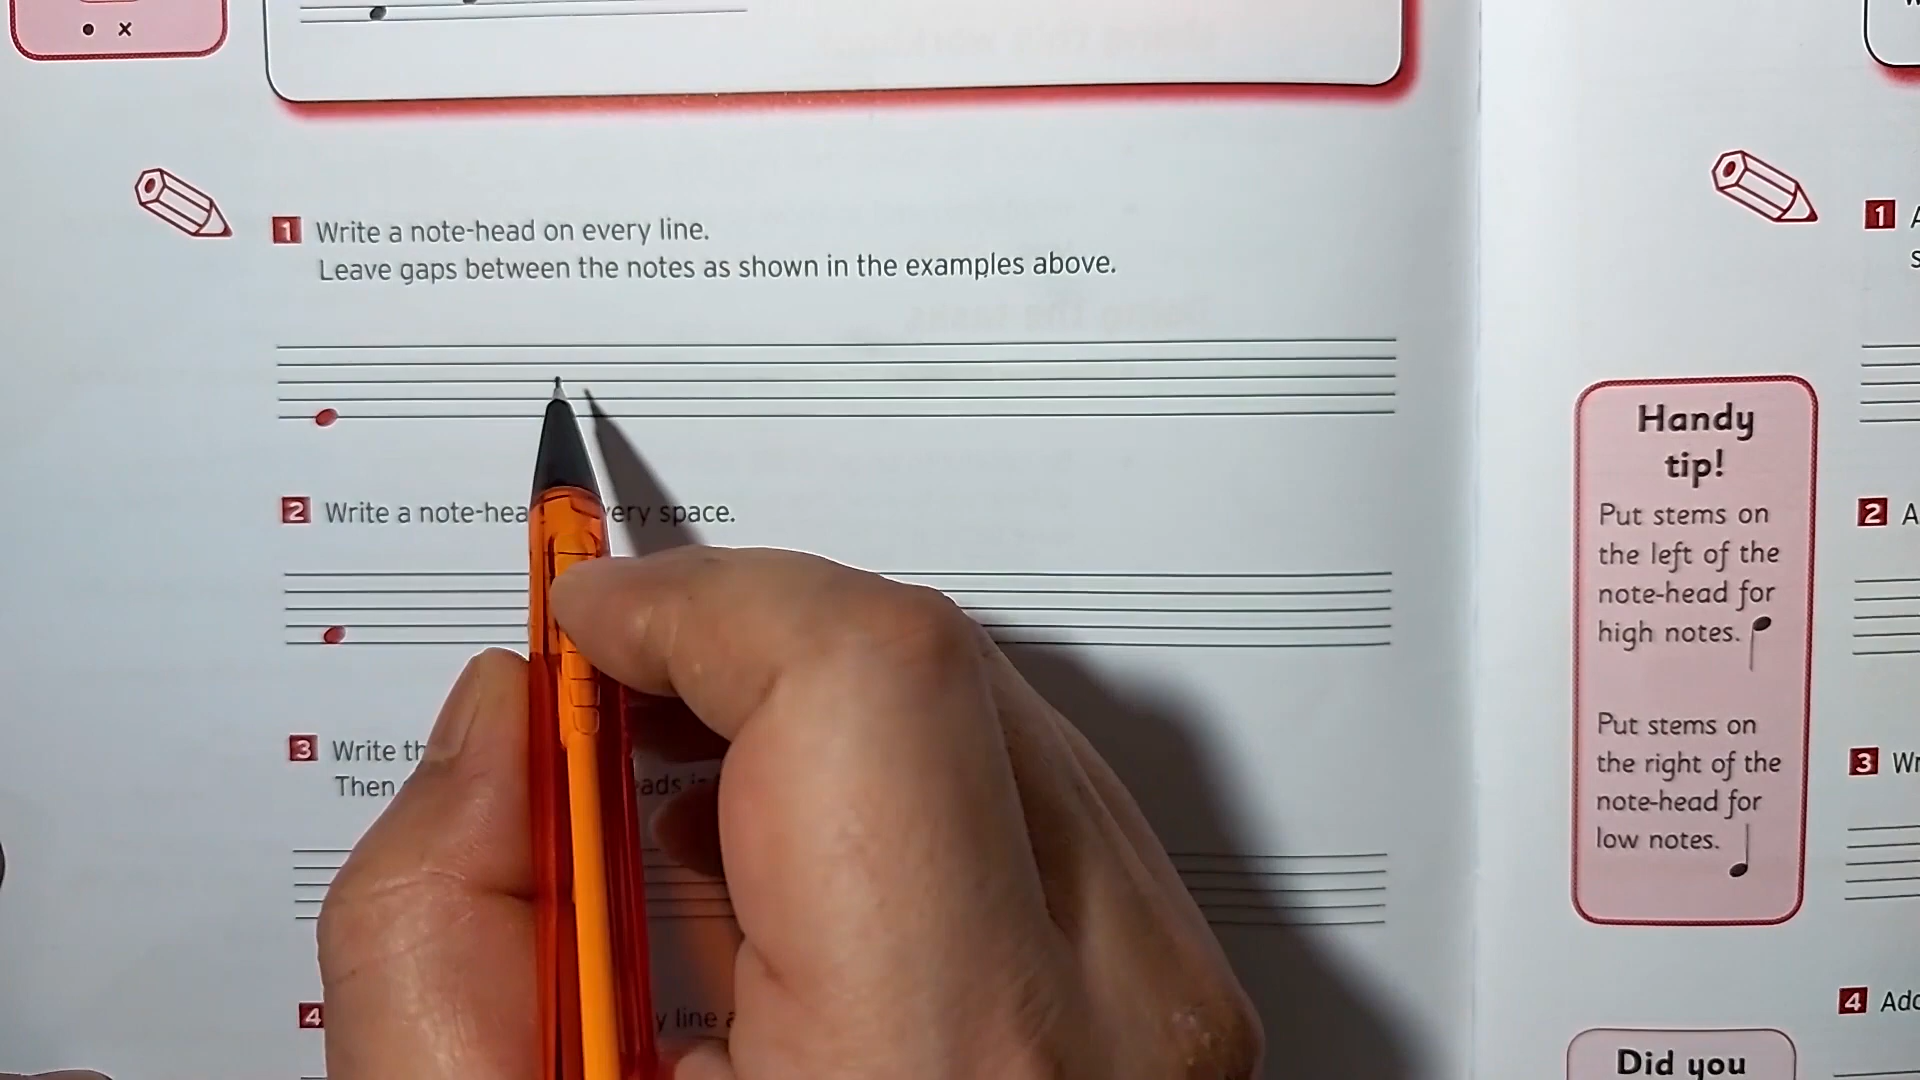 1 Write a note-head on every line.
Leave gaps between the notes as shown in the examples above.
2 Write a note-hea very space.
3 Write th
Then ads i
4 y line a
Handy
tip!
Put stems on
the left of the
note-head for
high notes.
Put stems on
the right of the
note-head for
low notes.
Did you
1 A
s
2 A
3 Wr
4 Add